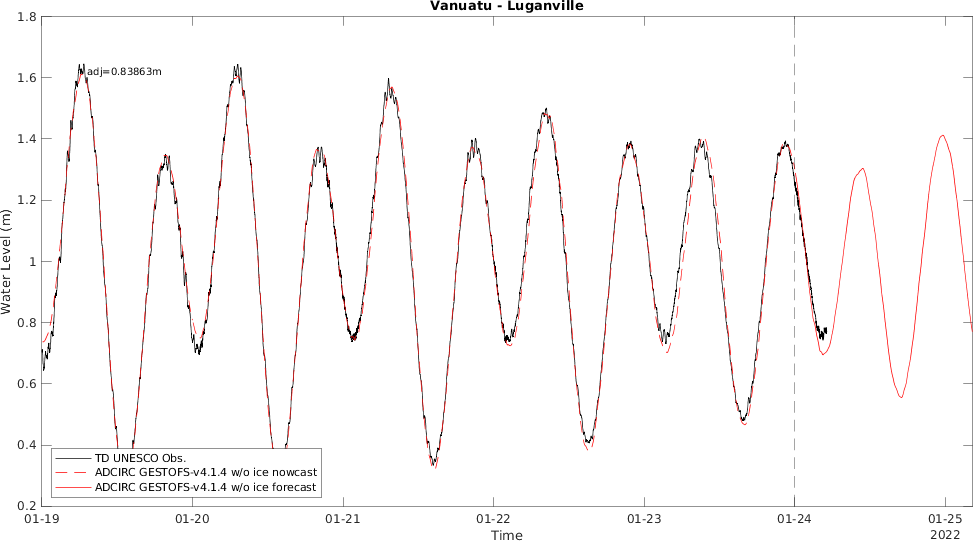 Vanuatu - Luganville
1.8
1.6
1.4
1.2
1
0.8
0.6
0.4
0.2
Water Level (m)
adj=0.83863m
TD UNESCO Obs.
ADCIRC GESTOFS-v4.1.4 w/o ice nowcast
ADCIRC GESTOFS-v4.1.4 w/o ice forecast
01-19 01-20 01-21 01-22 01-23 01-24 01-25
Time
2022